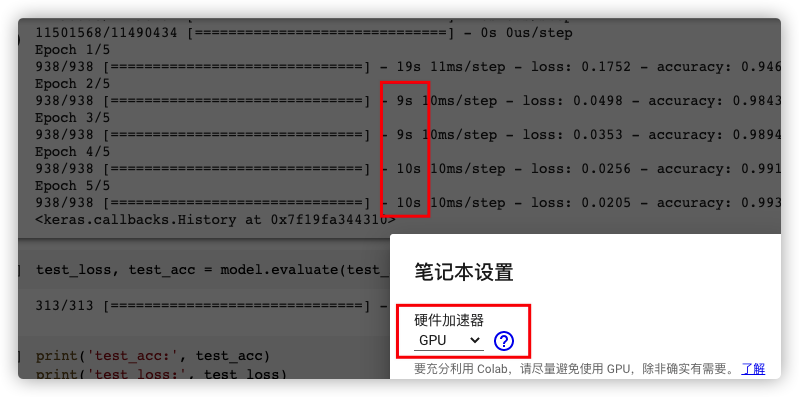 11501568/11490434 [==============================] - 0s 0us/step
Epoch 1/5
938/938 [==============================] - 19s 11ms/step - loss: 0.1752 - accuracy: 0.946
Epoch 2/5
938/938 [==============================] - 9s 10ms/step - loss: 0.0498 - accuracy: 0.9843
Epoch 3/5
938/938 [==============================] - 9s 10ms/step - loss: 0.0353 - accuracy: 0.9894
Epoch 4/5
938/938 [==============================] - 10s 10ms/step - loss: 0.0256 - accuracy: 0.991
Epoch 5/5
938/938 [==============================] - 10s 10ms/step - loss: 0.0205 - accuracy: 0.993
<keras.callbacks.History at 0x7f19fa344310>
] test_loss, test_acc = model.evaluate(test_
313/313 [==============================] -
] print('test_acc:', test_acc)
print('test_loss:', test_loss)
笔记本设置
硬件加速器
GPU ?
要充分利用 Colab，请尽量避免使用 GPU，除非确实有需要。 了解